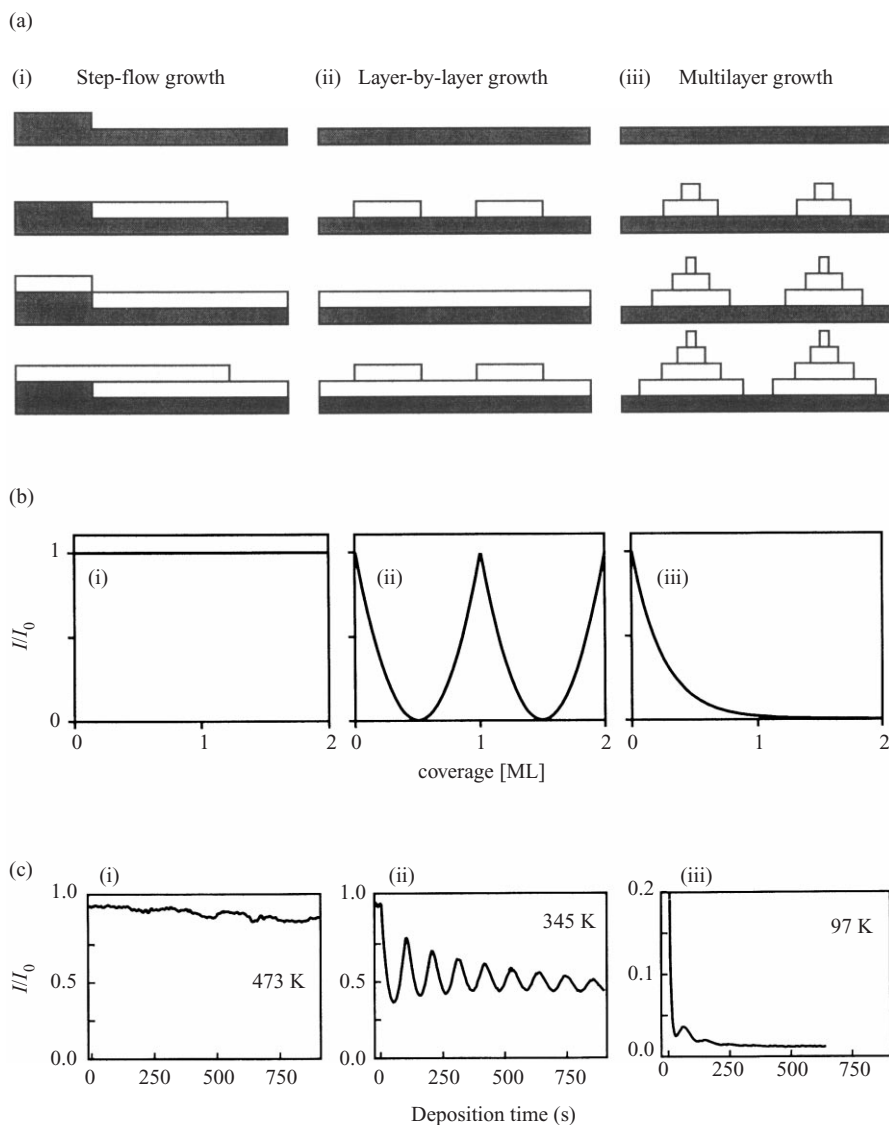 (a)
(i) Step-flow growth (ii) Layer-by-layer growth (iii) Multilayer growth
(b)
I/I0
1
0
(i)
0 1 2
(ii)
0 1 2
coverage [ML]
(iii)
0 1 2
(c)
I/I0
1.0
0.5
0.0
(i)
473 K
0 250 500 750
1.0
0.5
0.0
(ii)
345 K
0 250 500 750
Deposition time (s)
0.2
0.1
0.0
(iii)
97 K
0 250 500 750